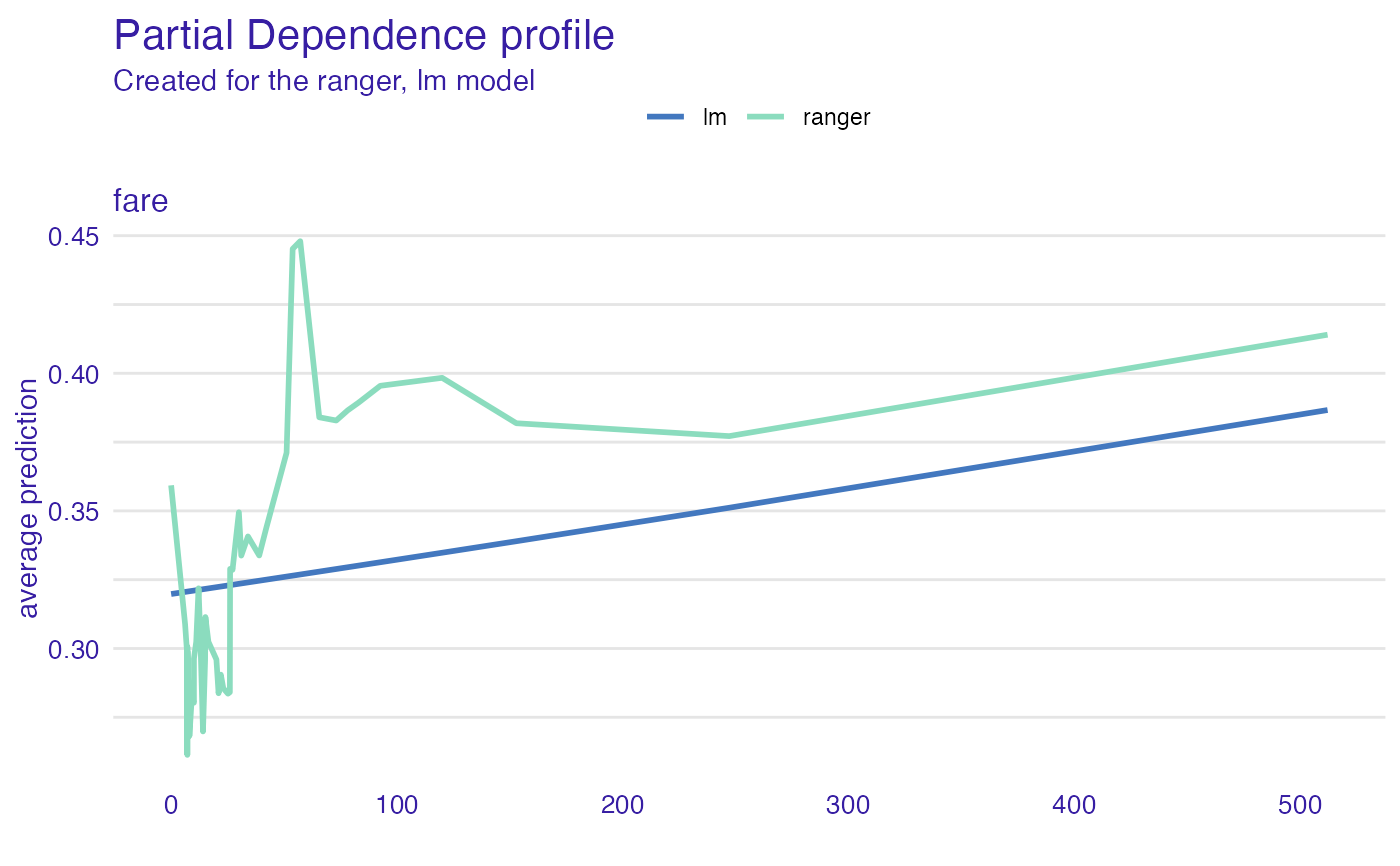 Partial Dependence profile
Created for the ranger, lm model
lm ranger
fare
average prediction
0.45
0.40
0.35
0.30
0 100 200 300 400 500